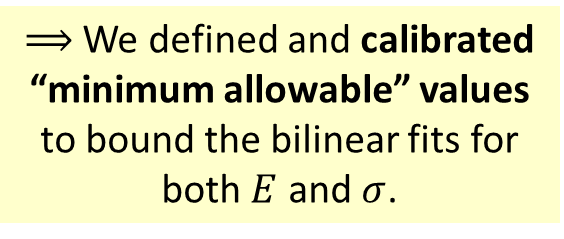 ⟹ We defined and calibrated
“minimum allowable” values
to bound the bilinear fits for
both E and σ.